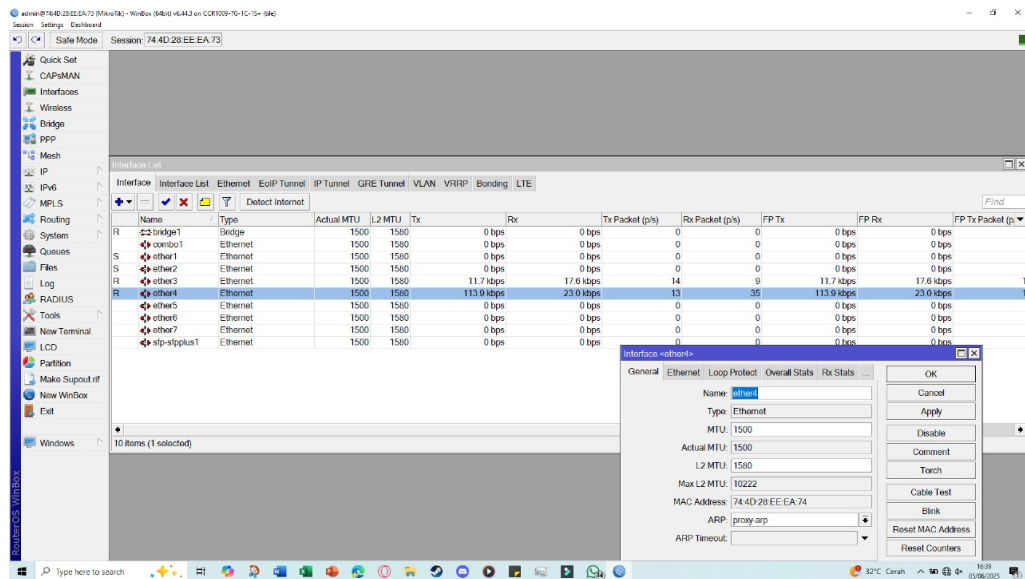 admin@74:4D:28:EE:EA:73 (MikroTik) - WinBox (64bit) v6.44.3 on CCR1009-7G-1C-1S+ (tile)
Session Settings Dashboard
Safe Mode Session: 74:4D:28:EE:EA:73
Quick Set
CAPsMAN
Interfaces
Wireless
Bridge
PPP
Mesh
IP
IPv6
MPLS
Routing
System
Queues
Files
Log
RADIUS
Tools
New Terminal
LCD
Partition
Make Supout.rif
New WinBox
Exit
Windows
RouterOS WinBox
Interface List
Interface Interface List Ethernet EoIP Tunnel IP Tunnel GRE Tunnel VLAN VRRP Bonding LTE
Detect Internet Find
Name Type Actual MTU L2 MTU Tx Rx Tx Packet (p/s) Rx Packet (p/s) FP Tx FP Rx FP Tx Packet (p
R bridge1 Bridge 1500 1580 0 bps 0 bps 0 0 0 bps 0 bps
combo1 Ethernet 1500 1580 0 bps 0 bps 0 0 0 bps 0 bps
S ether1 Ethernet 1500 1580 0 bps 0 bps 0 0 0 bps 0 bps
S ether2 Ethernet 1500 1580 0 bps 0 bps 0 0 0 bps 0 bps
R ether3 Ethernet 1500 1580 11.7 kbps 17.6 kbps 14 9 11.7 kbps 17.6 kbps 1
R ether4 Ethernet 1500 1580 113.9 kbps 23.0 kbps 13 35 113.9 kbps 23.0 kbps 1
ether5 Ethernet 1500 1580 0 bps 0 bps 0 0 0 bps 0 bps
ether6 Ethernet 1500 1580 0 bps 0 bps 0 0 0 bps 0 bps
ether7 Ethernet 1500 1580 0 bps 0 bps 0 0 0 bps 0 bps
sfp-sfpplus1 Ethernet 1500 1580 0 bps 0 bps 0 0 0 bps 0 bps
10 items (1 selected)
Interface <ether4>
General Ethernet Loop Protect Overall Stats Rx Stats ...
Name: ether4
Type: Ethernet
MTU: 1500
Actual MTU: 1500
L2 MTU: 1580
Max L2 MTU: 10222
MAC Address: 74:4D:28:EE:EA:74
ARP: proxy-arp
ARP Timeout:
OK
Cancel
Apply
Disable
Comment
Torch
Cable Test
Blink
Reset MAC Address
Reset Counters
Type here to search
32°C Cerah
16:39
05/06/2025